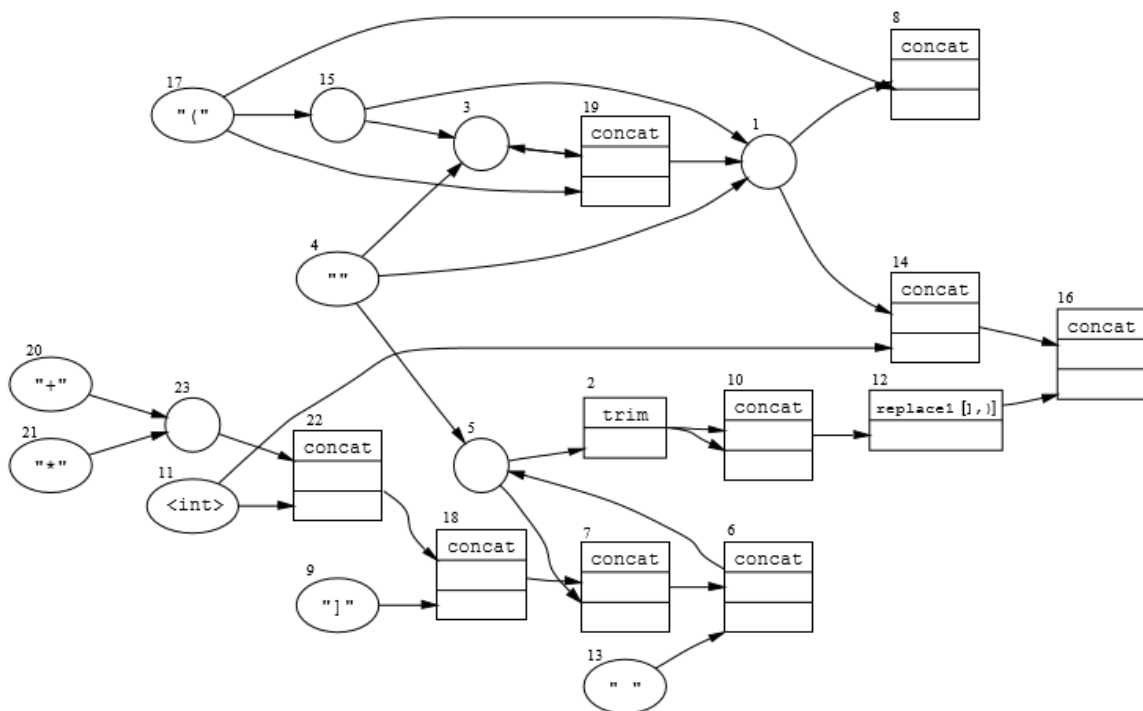 8
concat
17
"("
15
3
19
concat
1
4
""
14
concat
16
concat
20
"+"
23
21
"*"
22
concat
11
<int>
5
2
trim
10
concat
12
replace1 [],)]
18
concat
7
concat
6
concat
9
"]"
13
" "